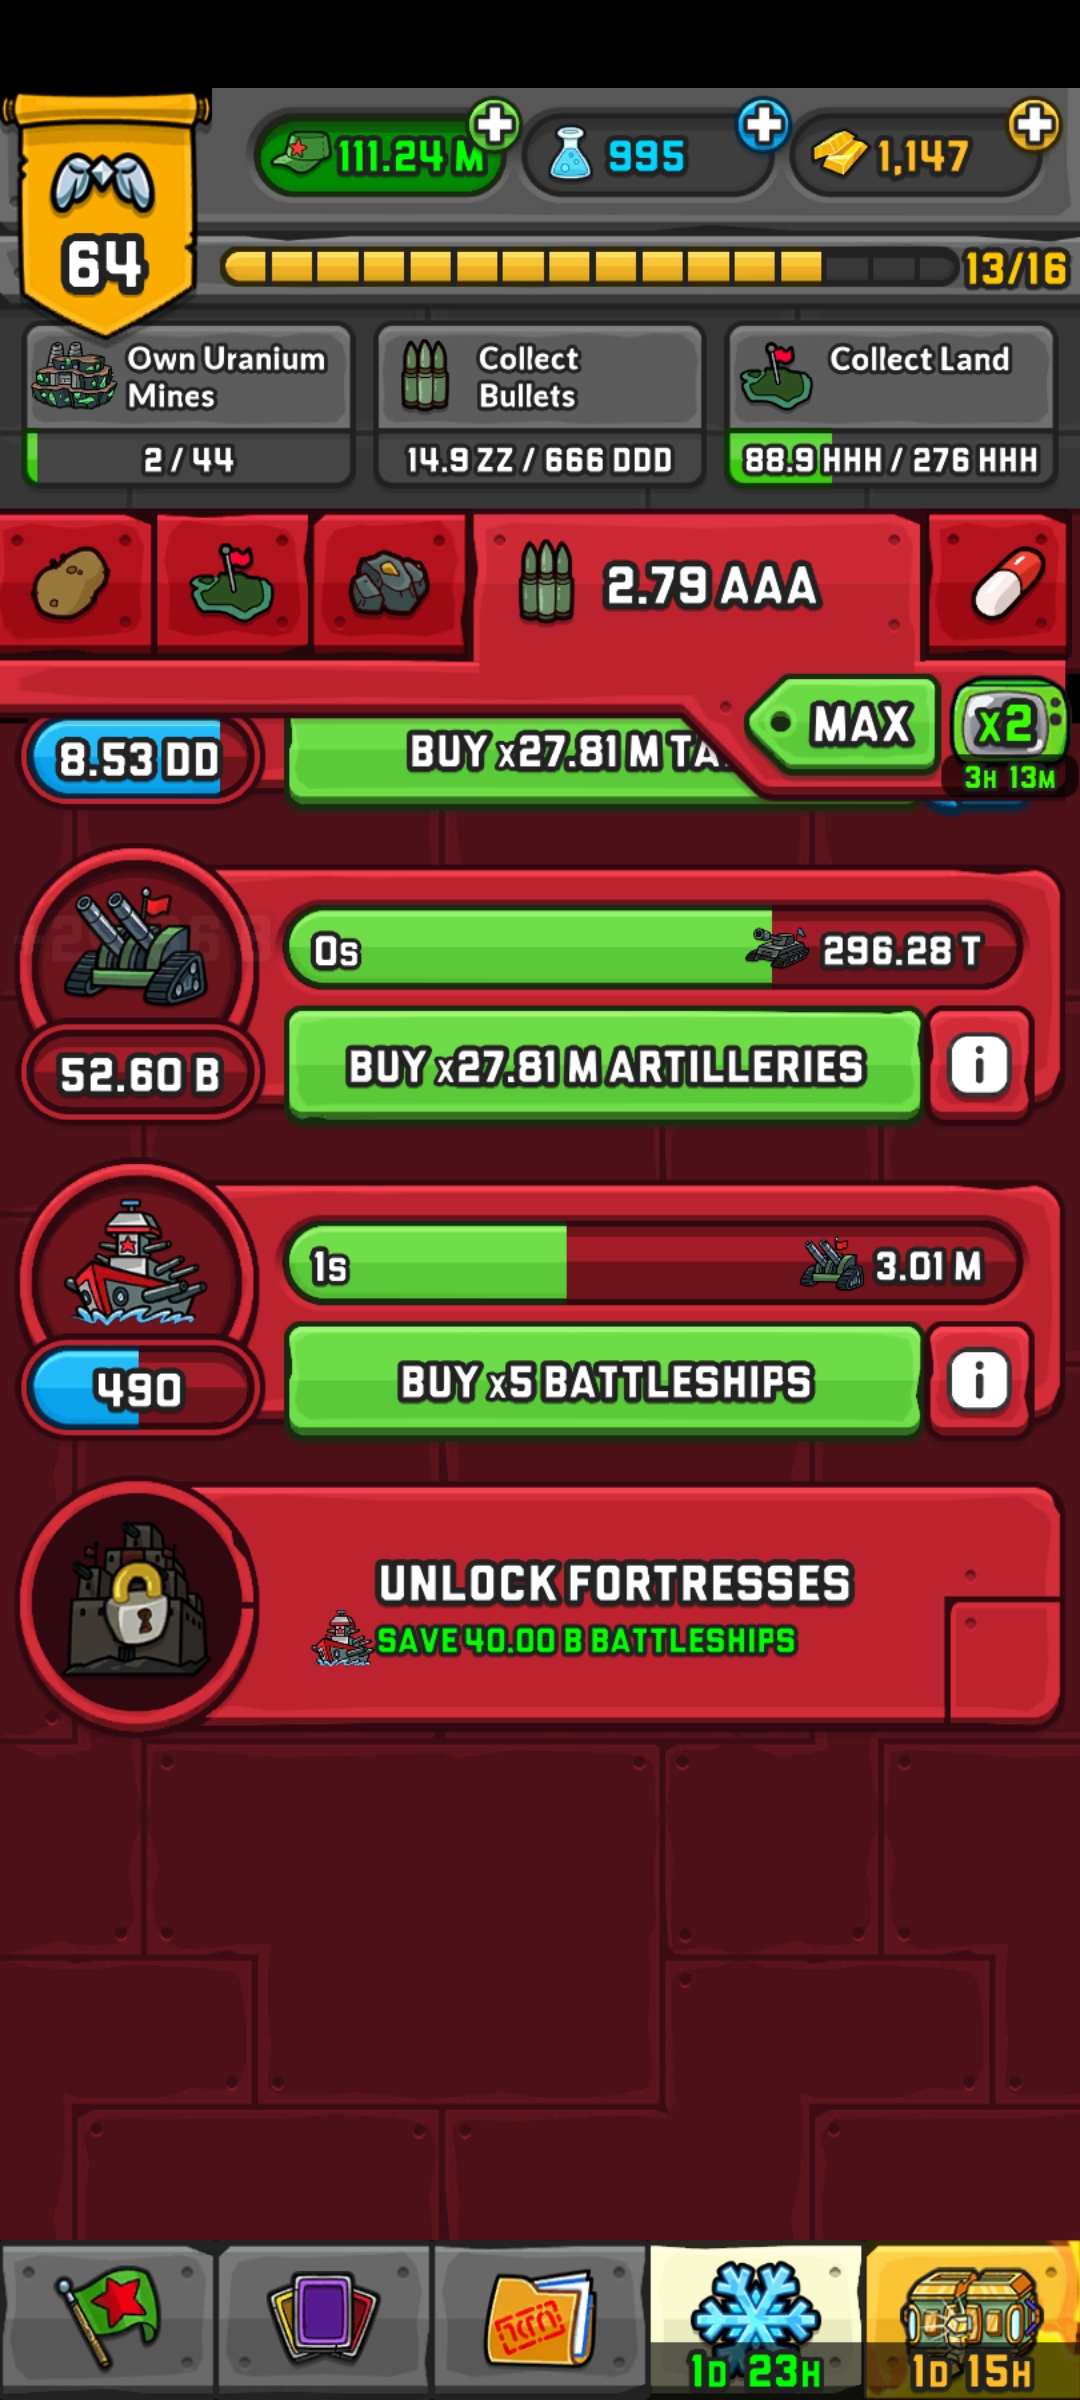 111.24 M
995
1,147
64
13/16
Own Uranium
Mines
Collect
Bullets
Collect Land
2 / 44
14.9 ZZ / 666 DDD
88.9 HHH / 276 HHH
2.79 AAA
MAX
x2
3H 13M
8.53 DD
BUY x27.81 M TA
0s
296.28 T
52.60 B
BUY x27.81 M ARTILLERIES
i
1s
3.01 M
490
BUY x5 BATTLESHIPS
i
UNLOCK FORTRESSES
SAVE 40.00 B BATTLESHIPS
1D 23H
1D 15H